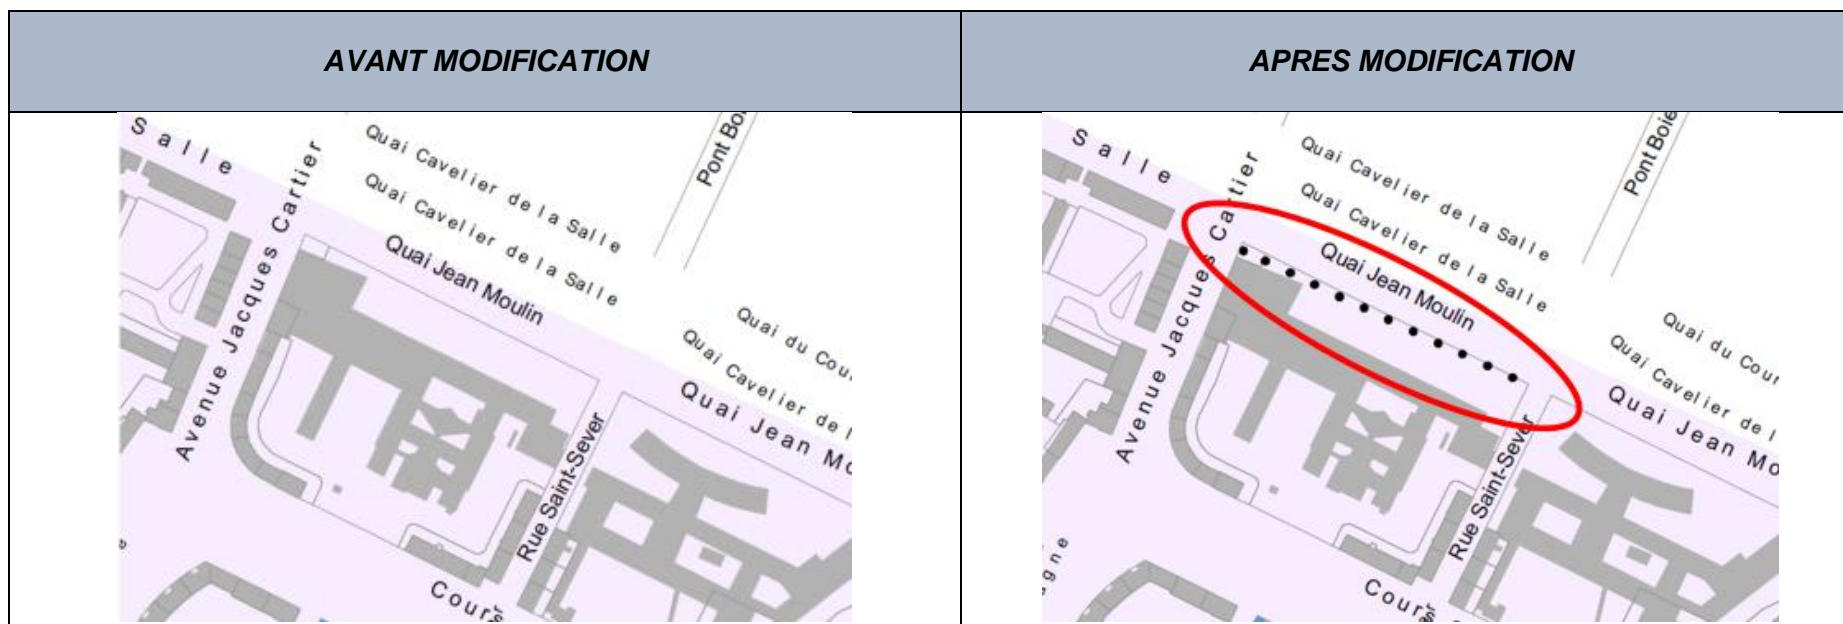 AVANT MODIFICATION
APRES MODIFICATION
Salle
Avenue Jacques Cartier
Quai Cavelier de la Salle
Quai Cavelier de la Salle
Quai Jean Moulin
Pont
Quai du
Quai Cavelier de
Quai Jean
Rue Saint-Sever
Cours
Salle
Avenue Jacques Cartier
Quai Cavelier de la Salle
Quai Cavelier de la Salle
Quai Jean Moulin
Pont Boie
Quai du Cour
Quai Cavelier de l
Quai Jean Mo
Rue Saint-Sever
Cours